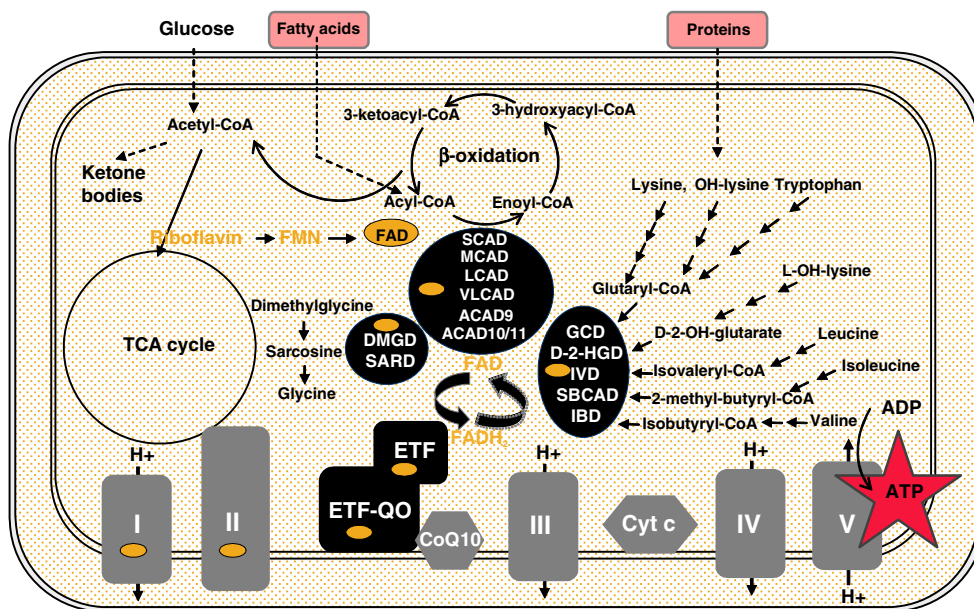 Glucose
Fatty acids
Proteins
3-ketoacyl-CoA
3-hydroxyacyl-CoA
Acetyl-CoA
β-oxidation
Ketone
bodies
Lysine, OH-lysine Tryptophan
Acyl-CoA
Enoyl-CoA
Riboflavin
FMN
FAD
SCAD
MCAD
LCAD
VLCAD
ACAD9
ACAD10/11
L-OH-lysine
Glutaryl-CoA
Dimethylglycine
Sarcosine
Glycine
TCA cycle
DMGD
SARD
GCD
D-2-HGD
IVD
SBCAD
IBD
D-2-OH-glutarate
Leucine
Isovaleryl-CoA
Isoleucine
2-methyl-butyryl-CoA
Isobutyryl-CoA
Valine
FAD
FADH₂
ADP
ATP
ETF
ETF-QO
H+
I
II
CoQ10
H+
III
Cyt c
H+
IV
V
H+